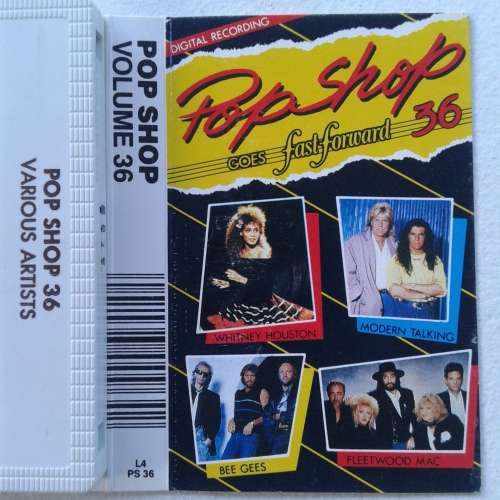 POP SHOP 36
VARIOUS ARTISTS
POP SHOP
VOLUME 36
L4
PS 36
DIGITAL RECORDING
Pop Shop
GOES fast-forward 36
WHITNEY HOUSTON
MODERN TALKING
BEE GEES
FLEETWOOD MAC